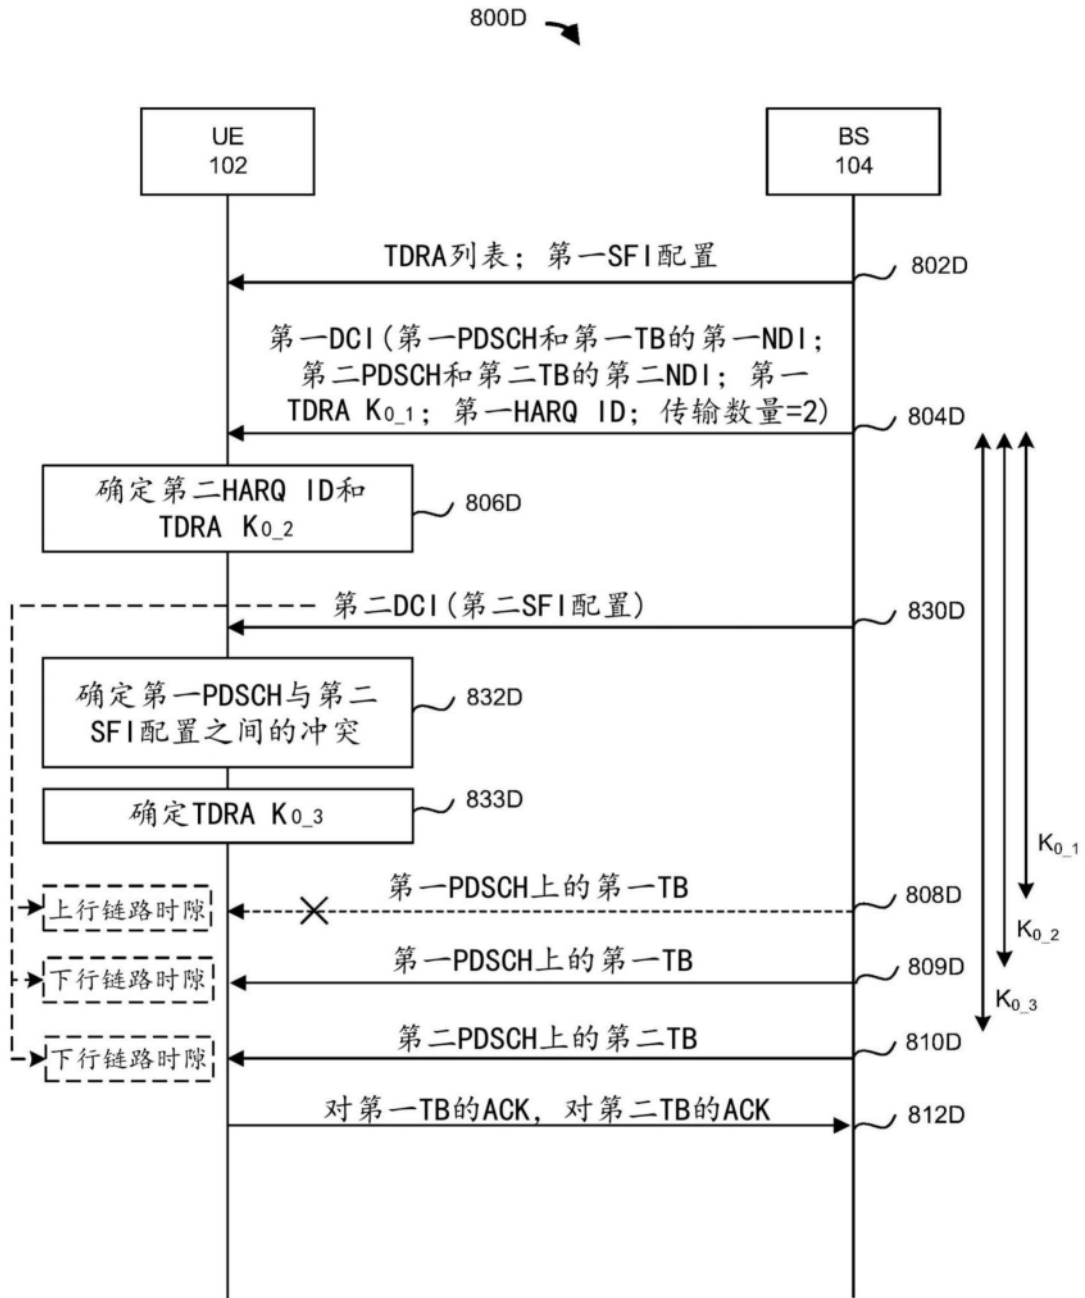 800D
UE
102
BS
104
TDRA列表；第一SFI配置
802D
第一DCI(第一PDSCH和第一TB的第一NDI；
第二PDSCH和第二TB的第二NDI；第一
TDRA K0_1；第一HARQ ID；传输数量=2)
804D
确定第二HARQ ID和
TDRA K0_2
806D
第二DCI(第二SFI配置)
830D
确定第一PDSCH与第二
SFI配置之间的冲突
832D
确定TDRA K0_3
833D
K0_1
上行链路时隙
第一PDSCH上的第一TB
808D
K0_2
下行链路时隙
第一PDSCH上的第一TB
809D
K0_3
下行链路时隙
第二PDSCH上的第二TB
810D
对第一TB的ACK，对第二TB的ACK
812D